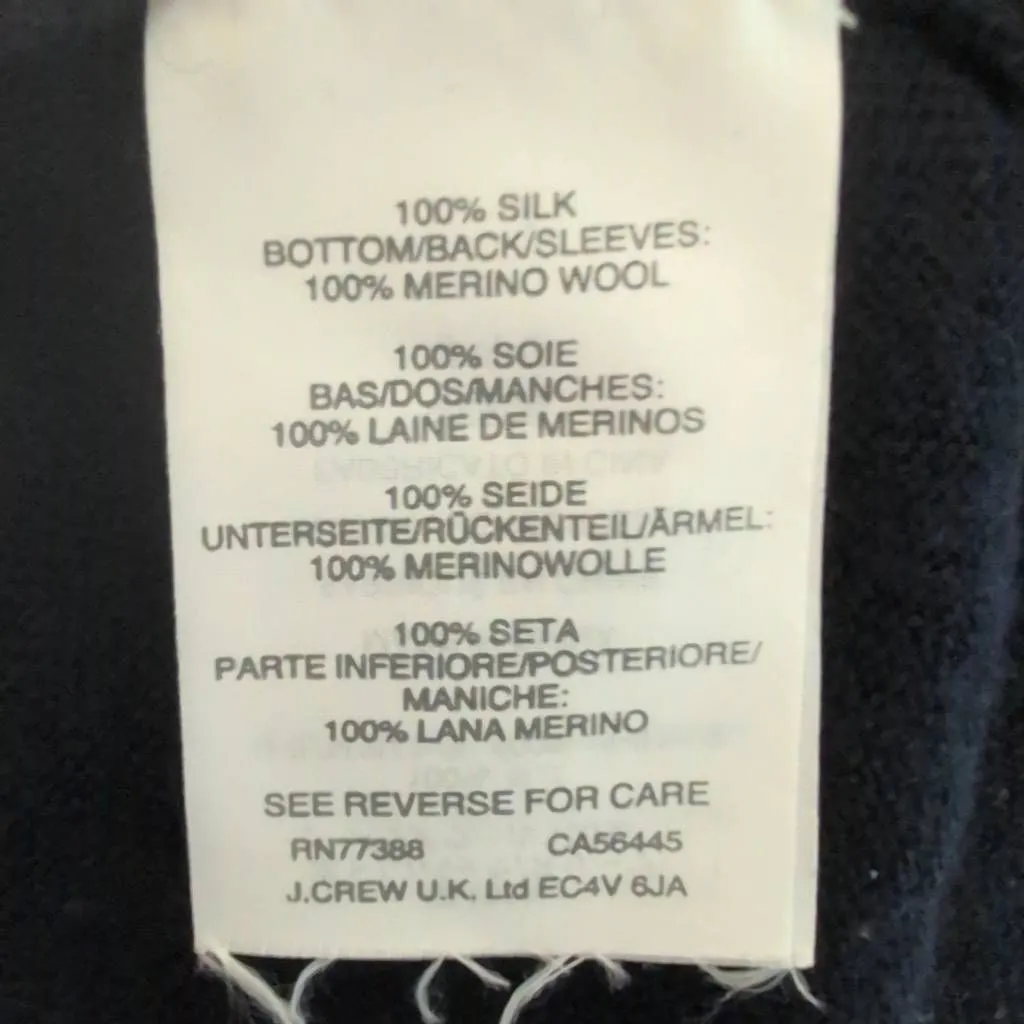 100% SILK
BOTTOM/BACK/SLEEVES:
100% MERINO WOOL
100% SOIE
BAS/DOS/MANCHES:
100% LAINE DE MERINOS
100% SEIDE
UNTERSEITE/RÜCKENTEIL/ÄRMEL:
100% MERINOWOLLE
100% SETA
PARTE INFERIORE/POSTERIORE/
MANICHE:
100% LANA MERINO
SEE REVERSE FOR CARE
RN77388 CA56445
J.CREW U.K. Ltd EC4V 6JA